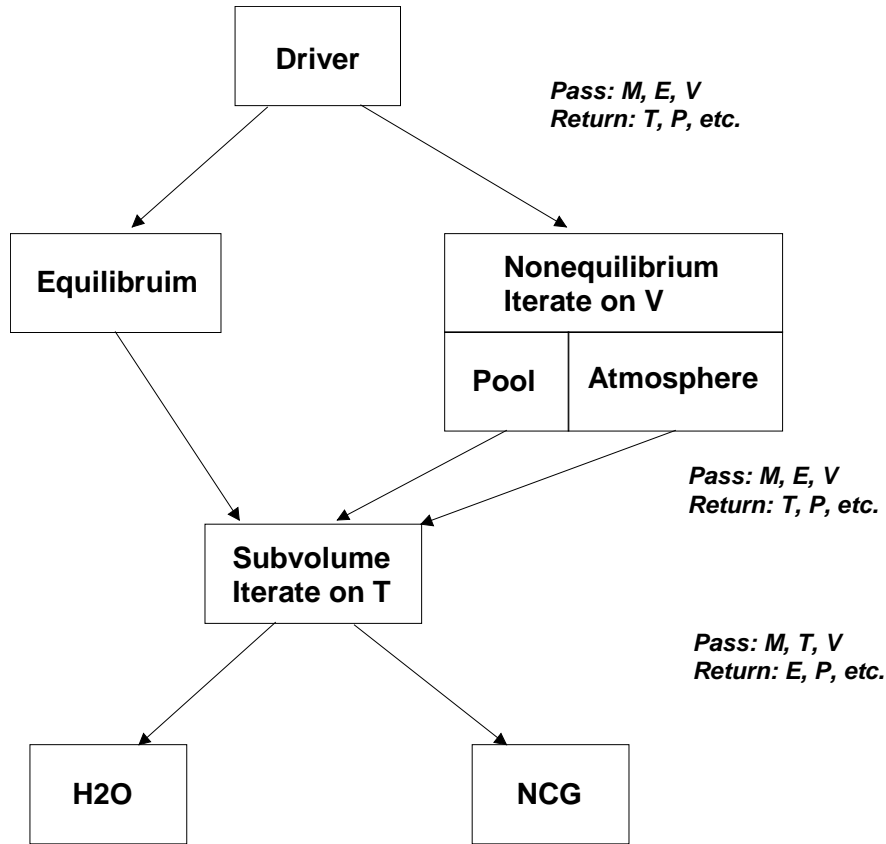 Driver
Pass: M, E, V
Return: T, P, etc.
Equilibruim
Nonequilibrium
Iterate on V
Pool
Atmosphere
Pass: M, E, V
Return: T, P, etc.
Subvolume
Iterate on T
Pass: M, T, V
Return: E, P, etc.
H2O
NCG